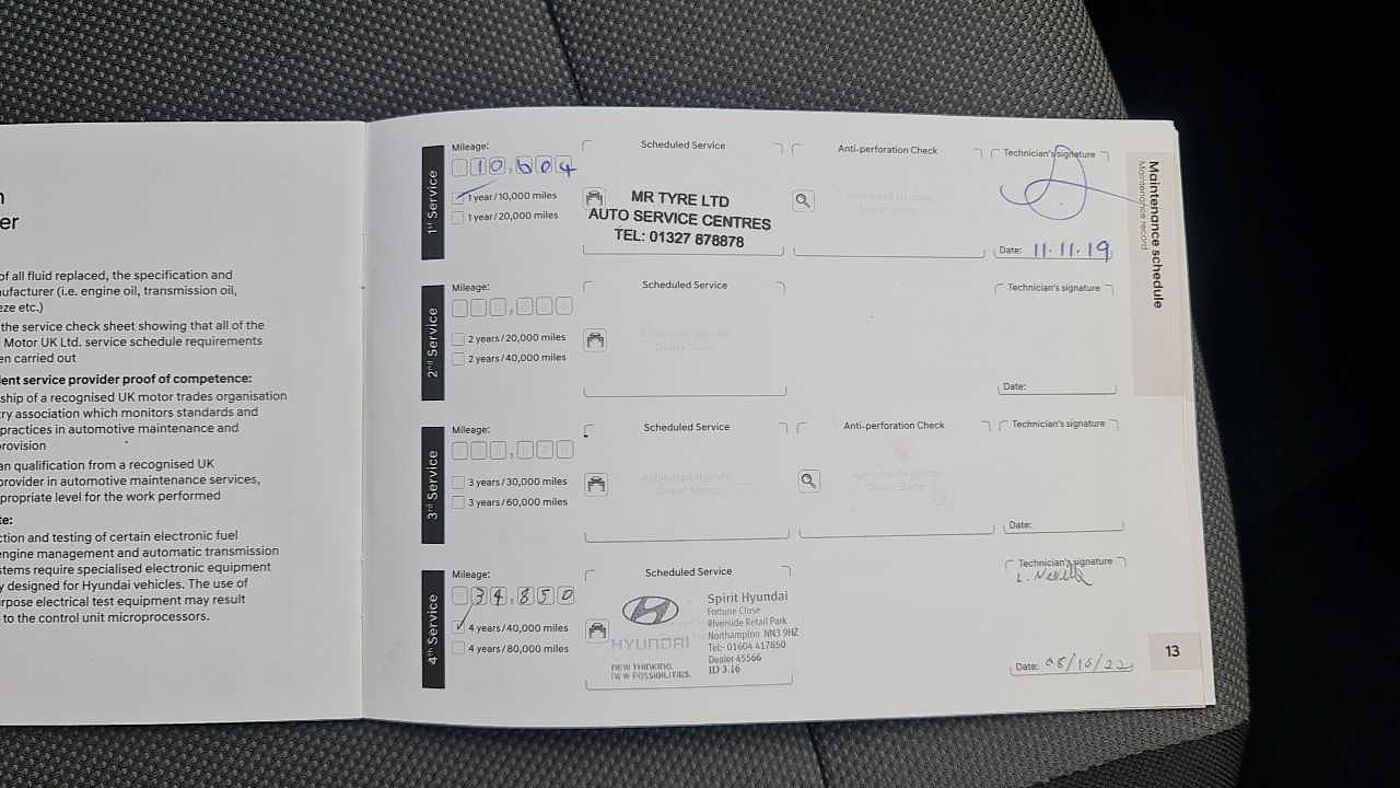 n
er
of all fluid replaced, the specification and
ufacturer (i.e. engine oil, transmission oil,
eze etc.)
the service check sheet showing that all of the
Motor UK Ltd. service schedule requirements
en carried out
ent service provider proof of competence:
ship of a recognised UK motor trades organisation
ry association which monitors standards and
practices in automotive maintenance and
rovision
an qualification from a recognised UK
provider in automotive maintenance services,
propriate level for the work performed
te:
ction and testing of certain electronic fuel
engine management and automatic transmission
stems require specialised electronic equipment
y designed for Hyundai vehicles. The use of
rpose electrical test equipment may result
to the control unit microprocessors.
Maintenance schedule
Maintenance record
1st Service
Mileage:
10,604
1 year/10,000 miles
1 year/20,000 miles
Scheduled Service
MR TYRE LTD
AUTO SERVICE CENTRES
TEL: 01327 878878
Anti-perforation Check
Technician's signature
Date: 11.11.19
2nd Service
Mileage:
2 years/20,000 miles
2 years/40,000 miles
Scheduled Service
Technician's signature
Date:
3rd Service
Mileage:
3 years/30,000 miles
3 years/60,000 miles
Scheduled Service
Anti-perforation Check
Technician's signature
Date:
4th Service
Mileage:
34,850
4 years/40,000 miles
4 years/80,000 miles
Scheduled Service
HYUNDAI
NEW THINKING.
NEW POSSIBILITIES.
Spirit Hyundai
Fortune Close
Riverside Retail Park
Northampton NN3 9HZ
Tel:- 01604 417850
Dealer 45566
ID 3.16
Technician's signature
Date: 08/10/22
13